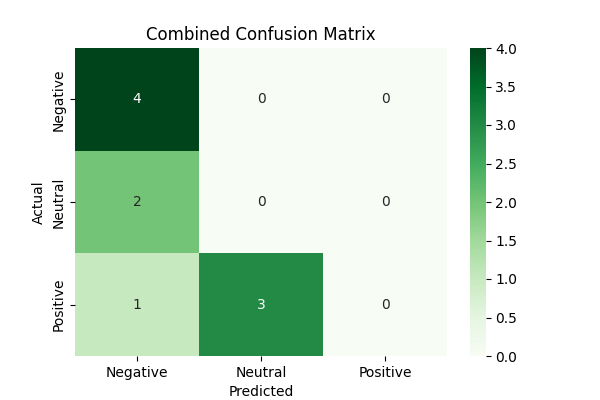 Combined Confusion Matrix
Actual
Negative
Neutral
Positive
4 0 0
2 0 0
1 3 0
Negative Neutral Positive
Predicted
4.0
3.5
3.0
2.5
2.0
1.5
1.0
0.5
0.0